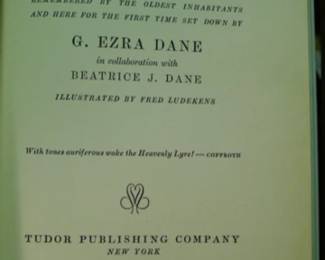 REMEMBERED BY THE OLDEST INHABITANTS
AND HERE FOR THE FIRST TIME SET DOWN BY
G. EZRA DANE
in collaboration with
BEATRICE J. DANE
ILLUSTRATED BY FRED LUDEKENS
With tones auriferous wake the Heavenly Lyre! — COFFROTH
TUDOR PUBLISHING COMPANY
NEW YORK